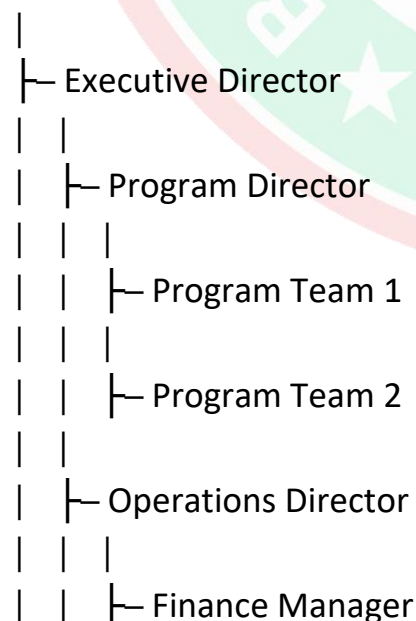 |
├─ Executive Director
| |
| ├─ Program Director
| | |
| | ├─ Program Team 1
| | |
| | ├─ Program Team 2
| |
| ├─ Operations Director
| | |
| | ├─ Finance Manager